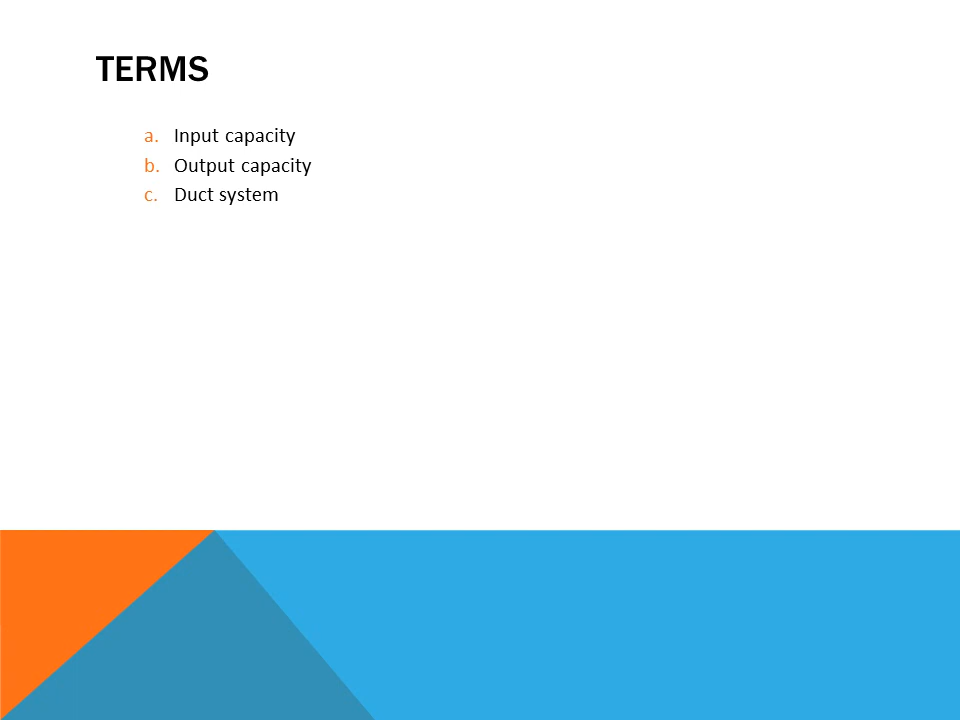 TERMS
a. Input capacity
b. Output capacity
c. Duct system